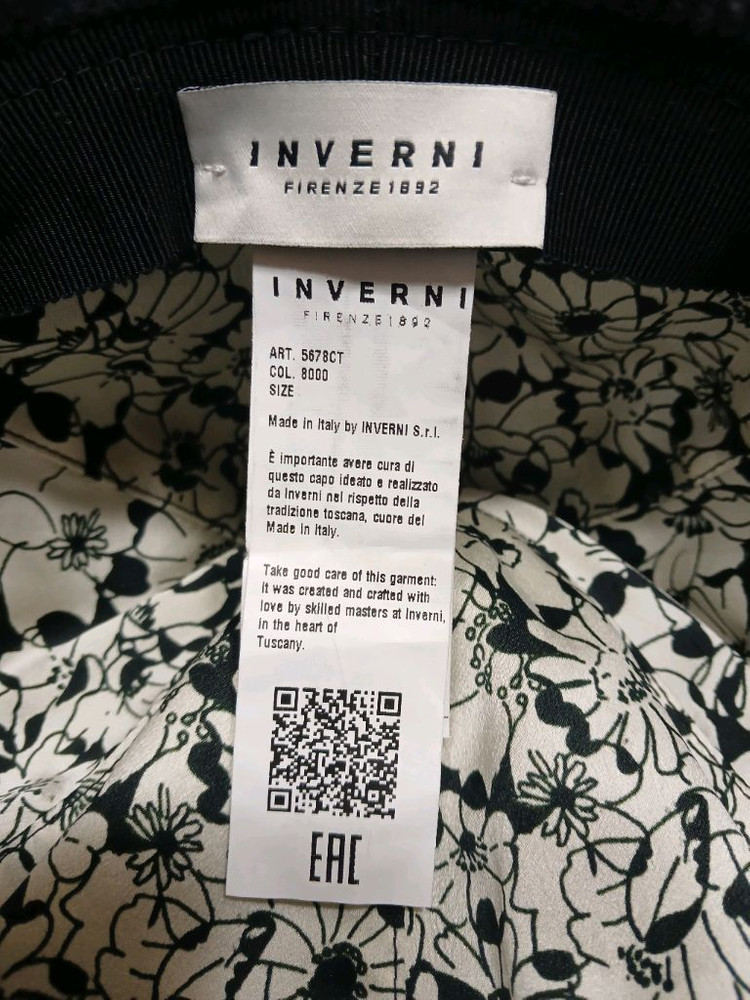 INVERNI
FIRENZE 1892
INVERNI
FIRENZE 1892
ART. 5678CT
COL. 8000
SIZE
Made in Italy by INVERNI S.r.l.
È importante avere cura di
questo capo ideato e realizzato
da Inverni nel rispetto della
tradizione toscana, cuore del
Made in Italy.
Take good care of this garment:
it was created and crafted with
love by skilled masters at Inverni,
in the heart of
Tuscany.
EAC